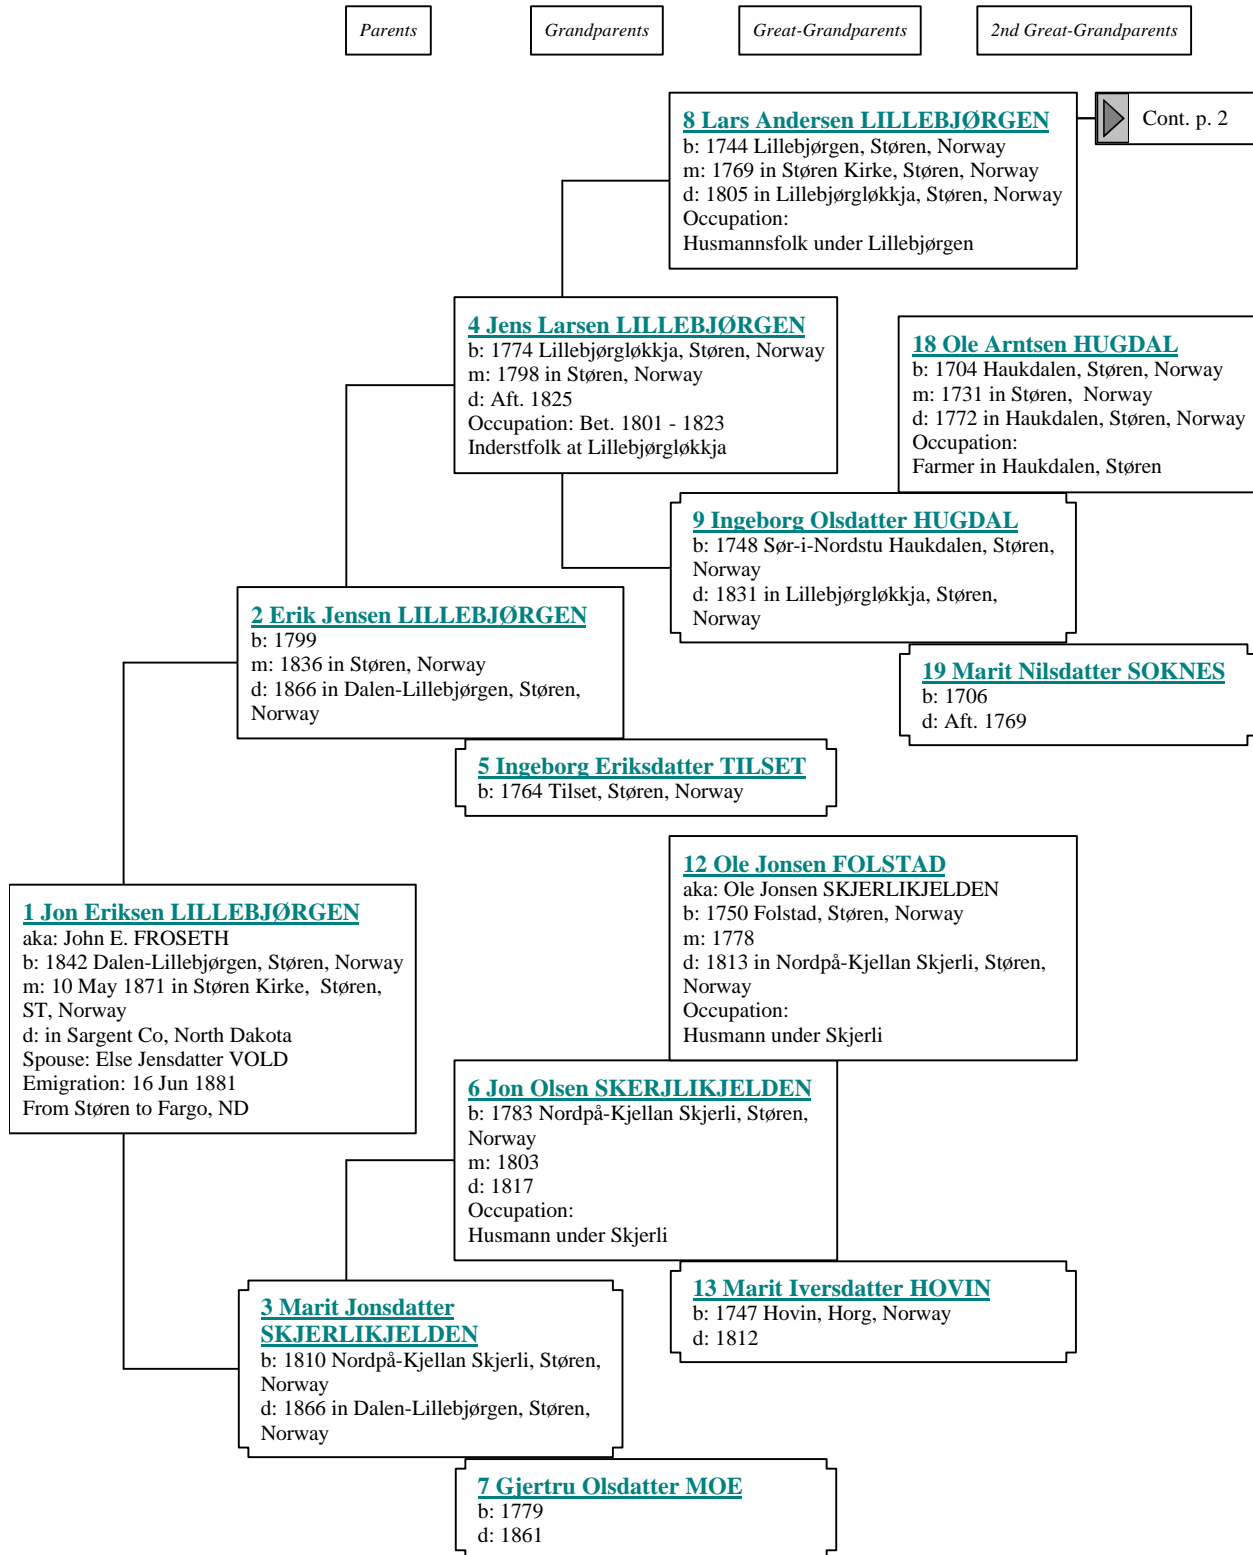 Parents
Grandparents
Great-Grandparents
2nd Great-Grandparents
8 Lars Andersen LILLEBJØRGEN
b: 1744 Lillebjørgen, Støren, Norway
m: 1769 in Støren Kirke, Støren, Norway
d: 1805 in Lillebjørgløkkja, Støren, Norway
Occupation:
Husmannsfolk under Lillebjørgen
Cont. p. 2
4 Jens Larsen LILLEBJØRGEN
b: 1774 Lillebjørgløkkja, Støren, Norway
m: 1798 in Støren, Norway
d: Aft. 1825
Occupation: Bet. 1801 - 1823
Inderstfolk at Lillebjørgløkkja
18 Ole Arntsen HUGDAL
b: 1704 Haukdalen, Støren, Norway
m: 1731 in Støren, Norway
d: 1772 in Haukdalen, Støren, Norway
Occupation:
Farmer in Haukdalen, Støren
9 Ingeborg Olsdatter HUGDAL
b: 1748 Sør-i-Nordstu Haukdalen, Støren,
Norway
d: 1831 in Lillebjørgløkkja, Støren,
Norway
2 Erik Jensen LILLEBJØRGEN
b: 1799
m: 1836 in Støren, Norway
d: 1866 in Dalen-Lillebjørgen, Støren,
Norway
19 Marit Nilsdatter SOKNES
b: 1706
d: Aft. 1769
5 Ingeborg Eriksdatter TILSET
b: 1764 Tilset, Støren, Norway
12 Ole Jonsen FOLSTAD
aka: Ole Jonsen SKJERLIKJELDEN
b: 1750 Folstad, Støren, Norway
m: 1778
d: 1813 in Nordpå-Kjellan Skjerli, Støren,
Norway
Occupation:
Husmann under Skjerli
1 Jon Eriksen LILLEBJØRGEN
aka: John E. FROSETH
b: 1842 Dalen-Lillebjørgen, Støren, Norway
m: 10 May 1871 in Støren Kirke, Støren,
ST, Norway
d: in Sargent Co, North Dakota
Spouse: Else Jensdatter VOLD
Emigration: 16 Jun 1881
From Støren to Fargo, ND
6 Jon Olsen SKERJLIKJELDEN
b: 1783 Nordpå-Kjellan Skjerli, Støren,
Norway
m: 1803
d: 1817
Occupation:
Husmann under Skjerli
13 Marit Iversdatter HOVIN
b: 1747 Hovin, Horg, Norway
d: 1812
3 Marit Jonsdatter
SKJERLIKJELDEN
b: 1810 Nordpå-Kjellan Skjerli, Støren,
Norway
d: 1866 in Dalen-Lillebjørgen, Støren,
Norway
7 Gjertru Olsdatter MOE
b: 1779
d: 1861